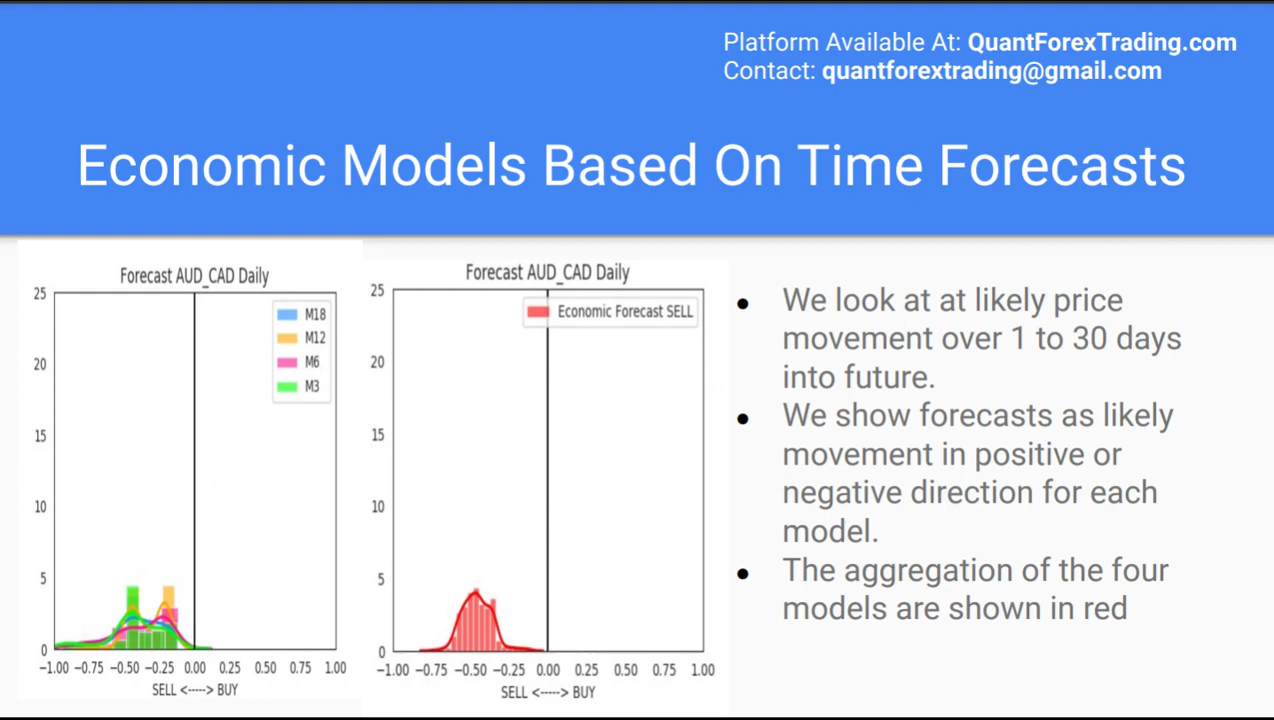 Platform Available At: QuantForexTrading.com
Contact: quantforextrading@gmail.com
Economic Models Based On Time Forecasts
Forecast AUD_CAD Daily
25
20
15
10
5
0
M18
M12
M6
M3
−1.00 −0.75 −0.50 −0.25 0.00 0.25 0.50 0.75 1.00
SELL <-----> BUY
Forecast AUD_CAD Daily
25
20
15
10
5
0
Economic Forecast SELL
−1.00 −0.75 −0.50 −0.25 0.00 0.25 0.50 0.75 1.00
SELL <-----> BUY
● We look at at likely price
movement over 1 to 30 days
into future.
● We show forecasts as likely
movement in positive or
negative direction for each
model.
● The aggregation of the four
models are shown in red